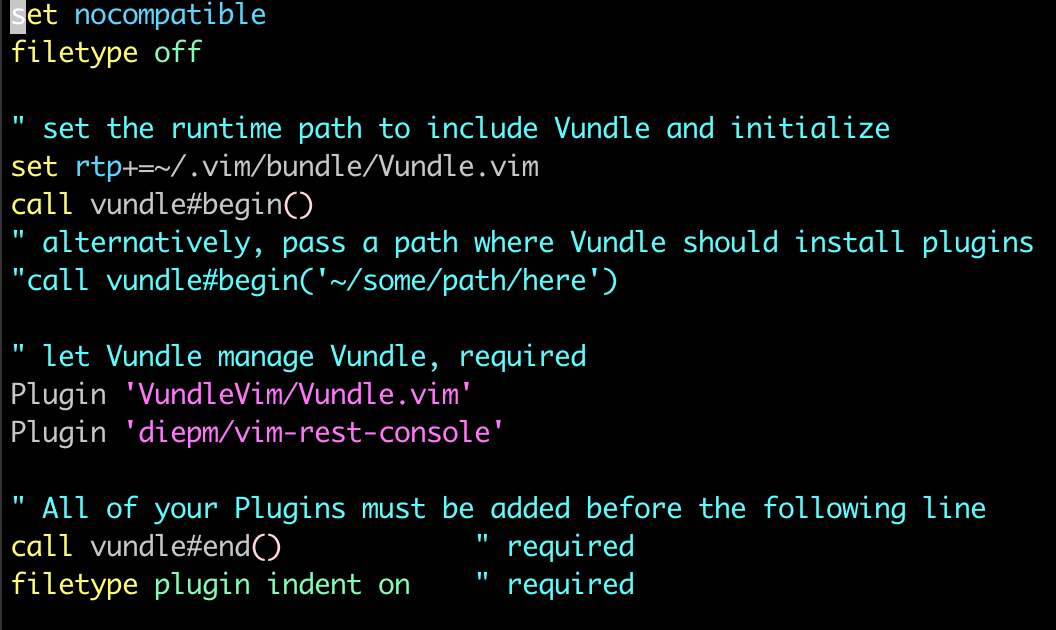 set nocompatible
filetype off
" set the runtime path to include Vundle and initialize
set rtp+=~/.vim/bundle/Vundle.vim
call vundle#begin()
" alternatively, pass a path where Vundle should install plugins
"call vundle#begin('~/some/path/here')
" let Vundle manage Vundle, required
Plugin 'VundleVim/Vundle.vim'
Plugin 'diepm/vim-rest-console'
" All of your Plugins must be added before the following line
call vundle#end()            " required
filetype plugin indent on    " required